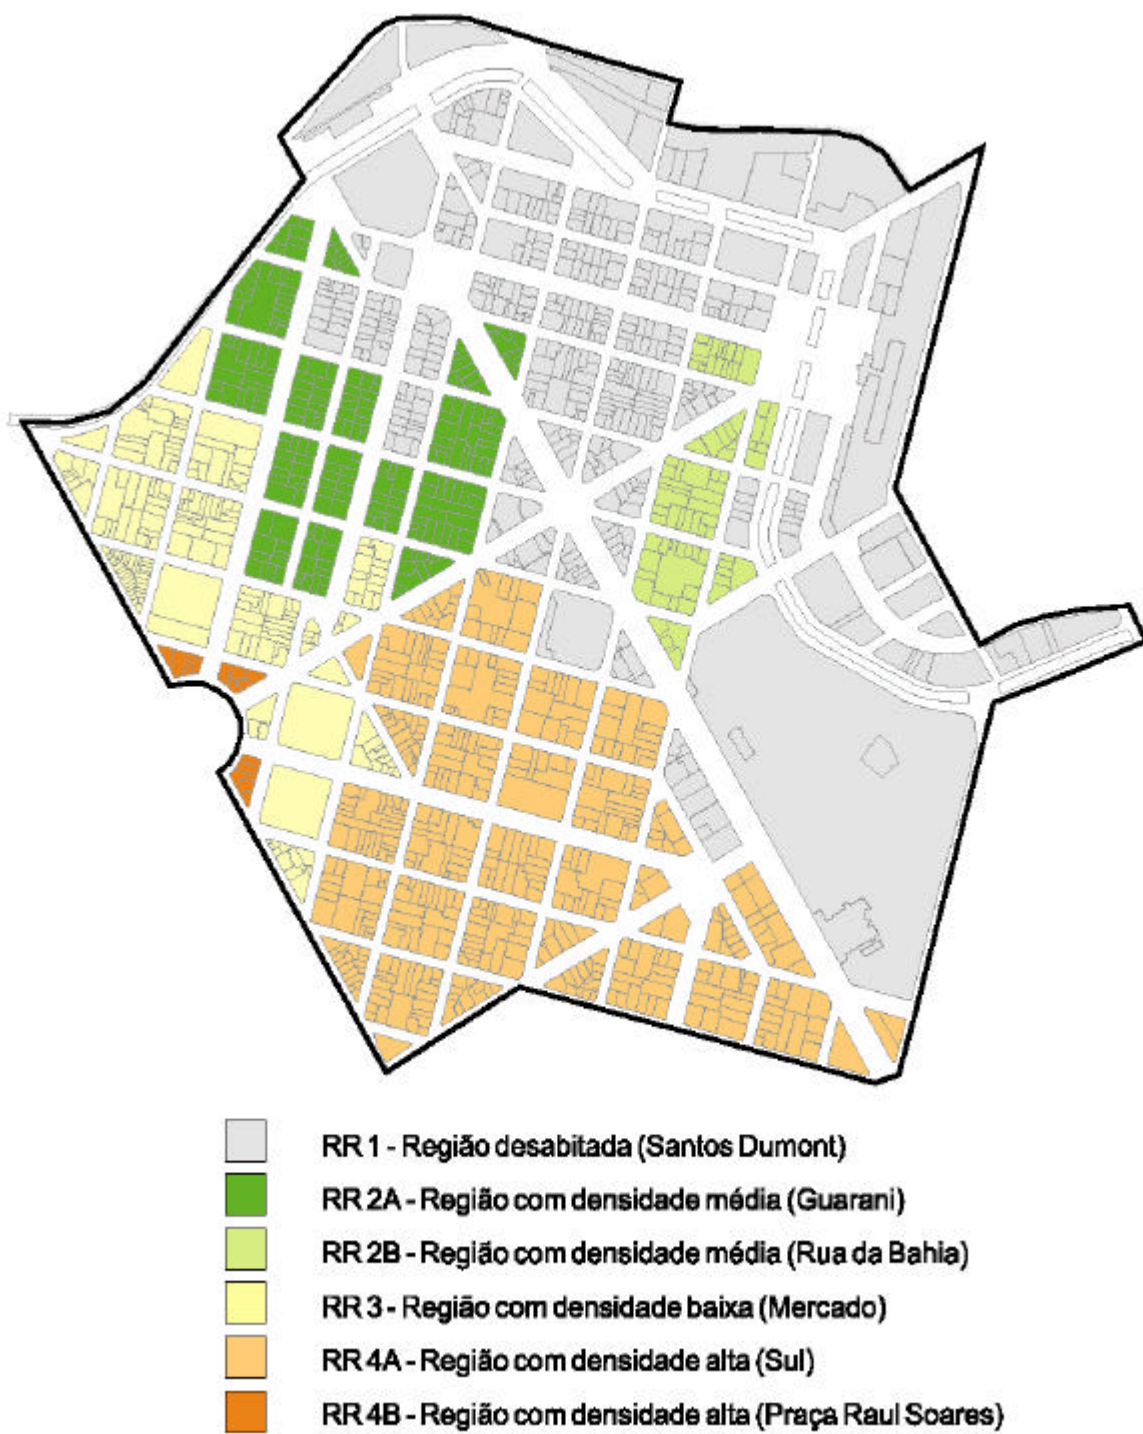 RR 1 - Região desabitada (Santos Dumont)
RR 2A - Região com densidade média (Guarani)
RR 2B - Região com densidade média (Rua da Bahia)
RR 3 - Região com densidade baixa (Mercado)
RR 4A - Região com densidade alta (Sul)
RR 4B - Região com densidade alta (Praça Raul Soares)